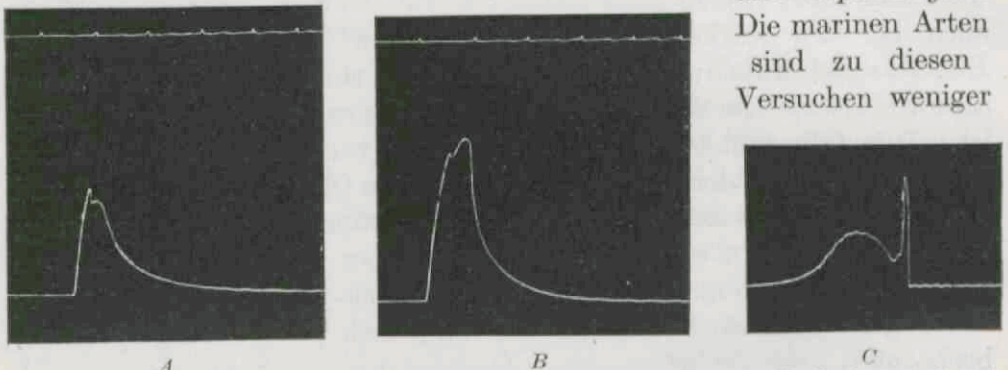 Die marinen Arten
sind zu diesen
Versuchen weniger
A
B
C